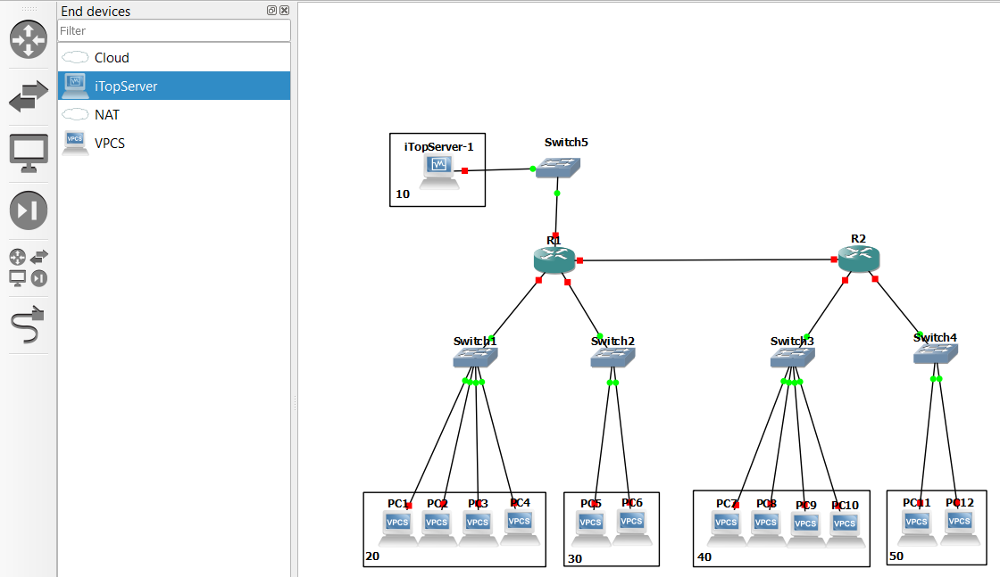 End devices
Filter
Cloud
iTopServer
NAT
VPCS
VPCS
iTopServer-1
10
Switch5
R1
R2
Switch1
Switch2
Switch3
Switch4
PC1 PC2 PC3 PC4
VPCS VPCS VPCS VPCS
20
PC5 PC6
VPCS VPCS
30
PC7 PC8 PC9 PC10
VPCS VPCS VPCS VPCS
40
PC11 PC12
VPCS VPCS
50